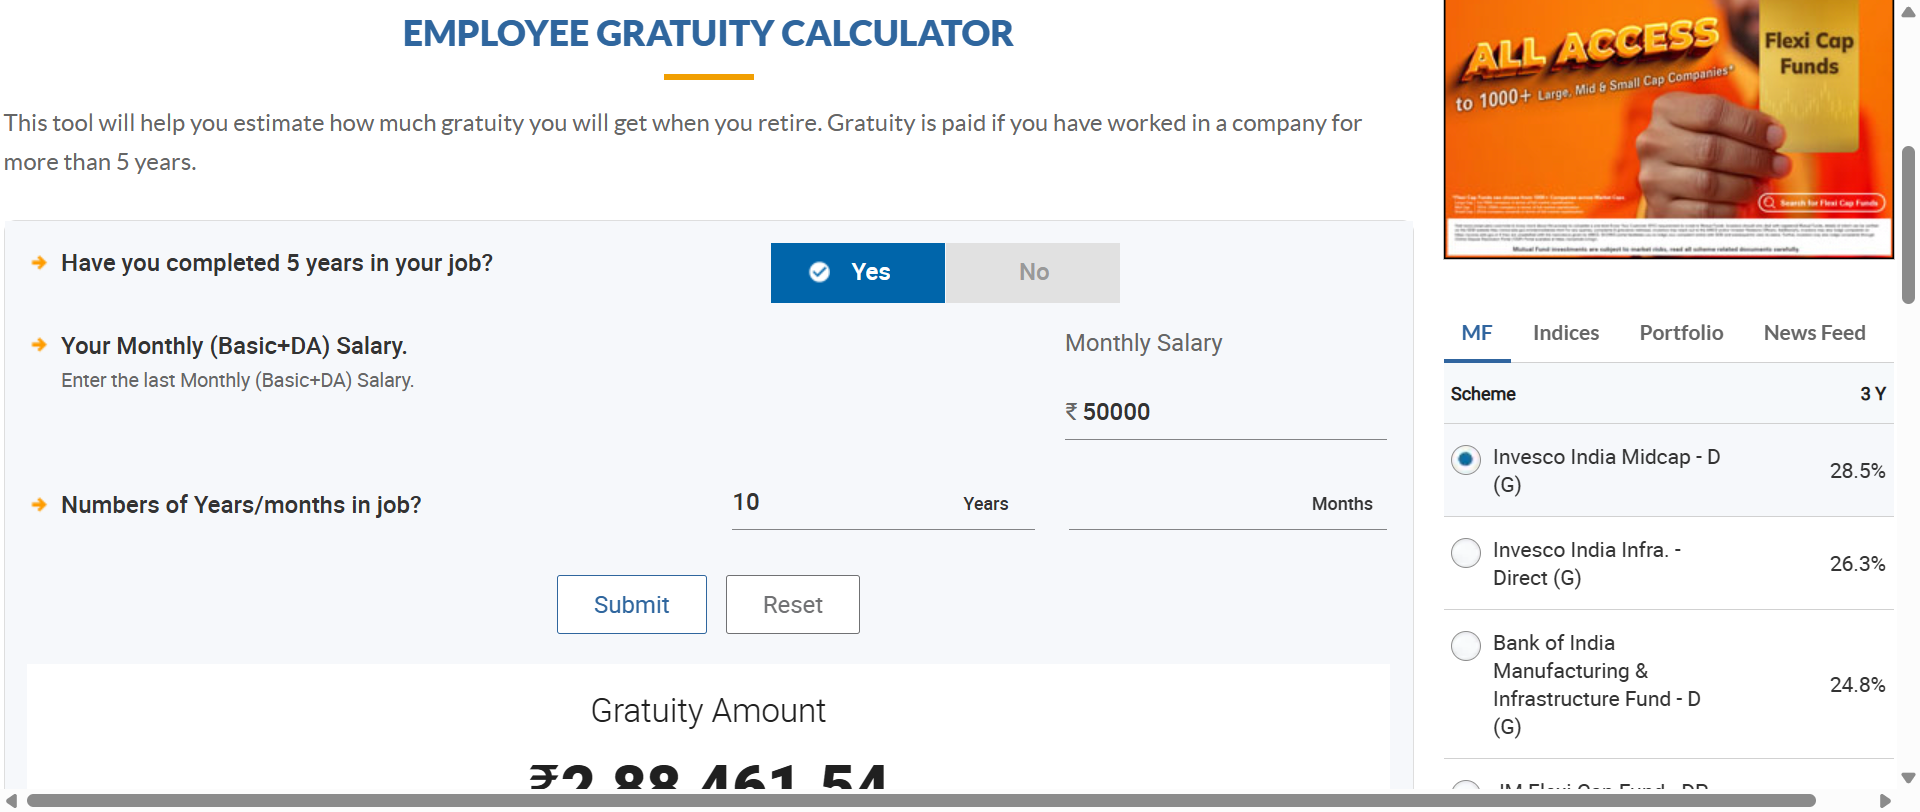 EMPLOYEE GRATUITY CALCULATOR
This tool will help you estimate how much gratuity you will get when you retire. Gratuity is paid if you have worked in a company for
more than 5 years.
Have you completed 5 years in your job?
Yes
No
Your Monthly (Basic+DA) Salary.
Enter the last Monthly (Basic+DA) Salary.
Monthly Salary
₹ 50000
Numbers of Years/months in job?
10 Years
Months
Submit
Reset
Gratuity Amount
₹2,88,461.54
ALL ACCESS
to 1000+ Large, Mid & Small Cap Companies*
Flexi Cap
Funds
Search for Flexi Cap Funds
Mutual Fund investments are subject to market risks, read all scheme related documents carefully.
MF
Indices
Portfolio
News Feed
Scheme
3 Y
Invesco India Midcap - D
(G)
28.5%
Invesco India Infra. -
Direct (G)
26.3%
Bank of India
Manufacturing &
Infrastructure Fund - D
(G)
24.8%